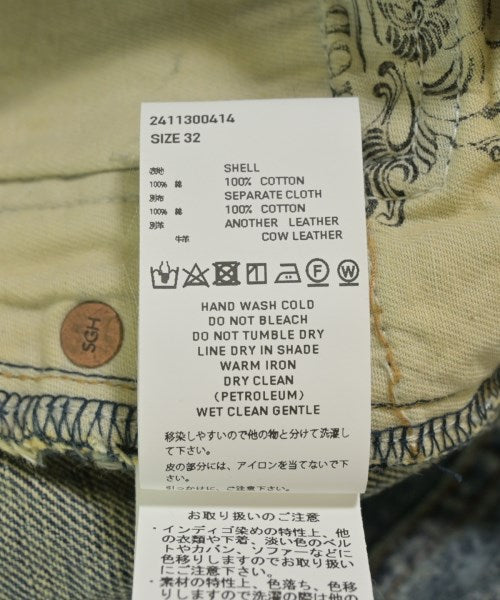 2411300414
SIZE 32
表地 SHELL
100% 綿 100% COTTON
別布 SEPARATE CLOTH
100% 綿 100% COTTON
別革 ANOTHER LEATHER
牛革 COW LEATHER
HAND WASH COLD
DO NOT BLEACH
DO NOT TUMBLE DRY
LINE DRY IN SHADE
WARM IRON
DRY CLEAN
(PETROLEUM)
WET CLEAN GENTLE
移染しやすいので他の物と分けて洗濯し
て下さい。
皮の部分には、アイロンを当てないで下
さい。
お取り扱いのご注意
・インディゴ染めの特性上、他
の衣類や下着、淡い色のベル
トやカバン、ソファーなどに
色移りしますのでお取り扱い
に注意して下さい。
・素材の特性上、色落ち、色移
りしますので洗濯の際は他の
SGH
F
W